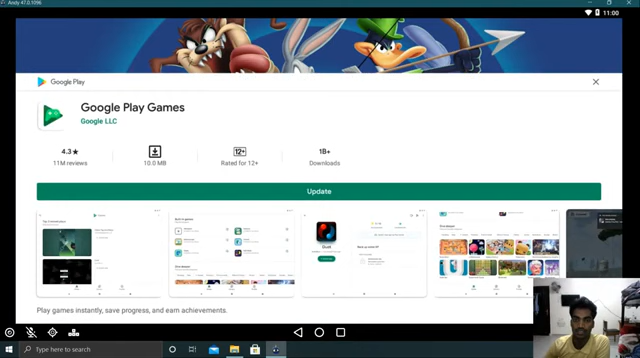 Andy 47.0.1096
11:00
Google Play
Google Play Games
Google LLC
4.3★
11M reviews
10.0 MB
12+
Rated for 12+
1B+
Downloads
Update
Play games instantly, save progress, and earn achievements.
Type here to search